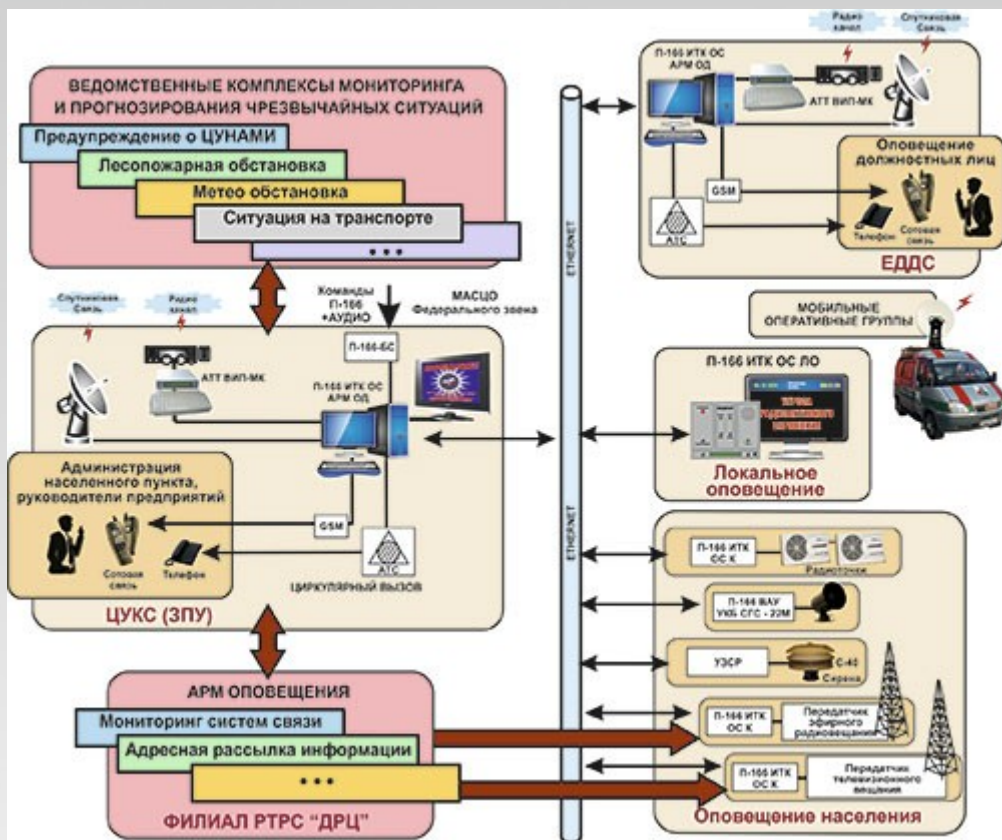 ВЕДОМСТВЕННЫЕ КОМПЛЕКСЫ МОНИТОРИНГА
И ПРОГНОЗИРОВАНИЯ ЧРЕЗВЫЧАЙНЫХ СИТУАЦИЙ
Предупреждение о ЦУНАМИ
Лесопожарная обстановка
Метео обстановка
Ситуация на транспорте
• • •
Спутниковая
Связь
Радио
канал
Команды
П-166
+АУДИО
МАСЦО
Федерального звена
П-166-БС
АТТ ВИП-МК
П-166 ИТК ОС
АРМ ОД
Администрация
населенного пункта,
руководители предприятий
Сотовая
связь
Телефон
GSM
АТС
ЦИРКУЛЯРНЫЙ ВЫЗОВ
ЦУКС (ЗПУ)
АРМ ОПОВЕЩЕНИЯ
Мониторинг систем связи
Адресная рассылка информации
• • •
ФИЛИАЛ РТРС "ДРЦ"
ETHERNET
ETHERNET
Радио
канал
Спутниковая
Связь
П-166 ИТК ОС
АРМ ОД
АТТ ВИП-МК
GSM
АТС
Оповещение
должностных лиц
Телефон
Сотовая
связь
ЕДДС
МОБИЛЬНЫЕ
ОПЕРАТИВНЫЕ ГРУППЫ
П-166 ИТК ОС ЛО
УГРОЗА
РАДИОАКТИВНОГО
ЗАРАЖЕНИЯ
Локальное
оповещение
П-166 ИТК
ОС К
Радиоточки
П-166 ВАУ
УКБ СГС - 22М
УЗСР
С-40
Сирена
П-166 ИТК
ОС К
Передатчик
эфирного
радиовещания
П-166 ИТК
ОС К
Передатчик
телевизионного
вещания
Оповещение населения